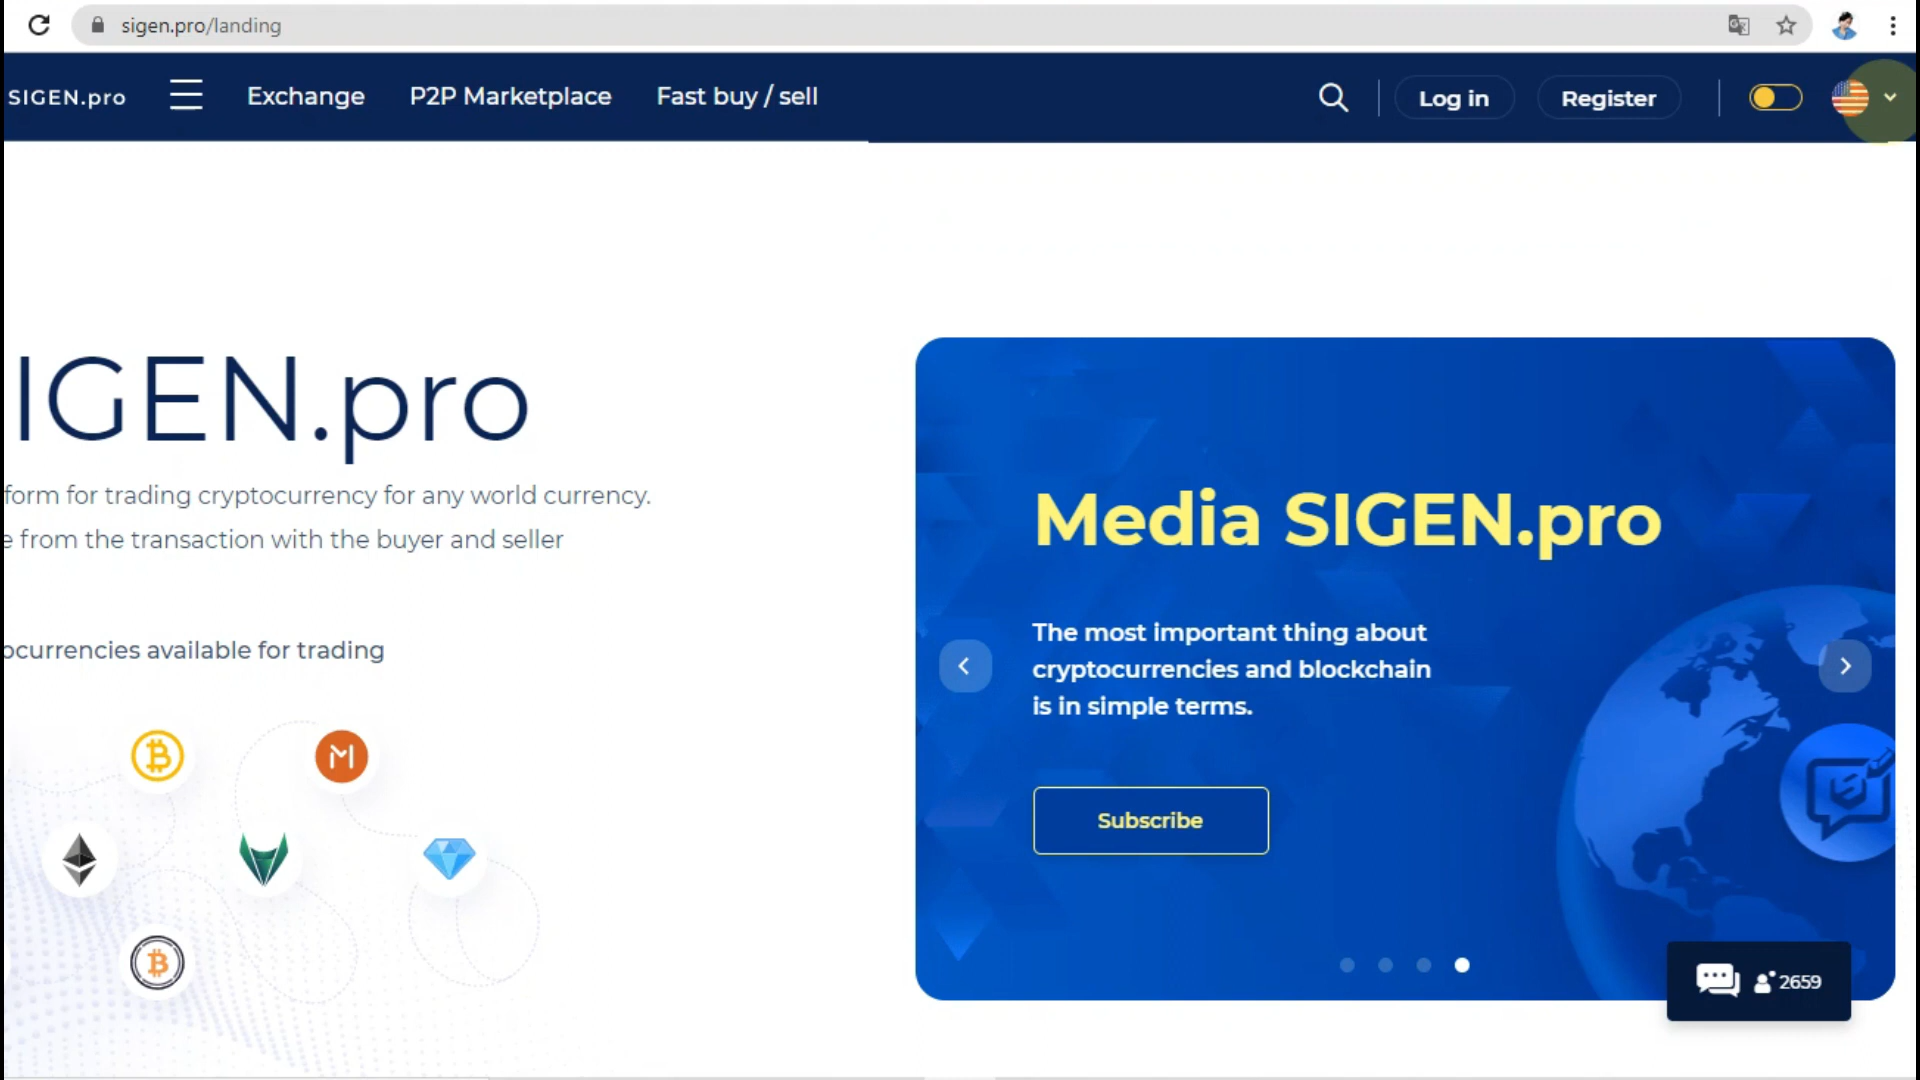 sigen.pro/landing
SIGEN.pro
Exchange
P2P Marketplace
Fast buy / sell
Log in
Register
IGEN.pro
form for trading cryptocurrency for any world currency.
e from the transaction with the buyer and seller
ocurrencies available for trading
Media SIGEN.pro
The most important thing about
cryptocurrencies and blockchain
is in simple terms.
Subscribe
2659